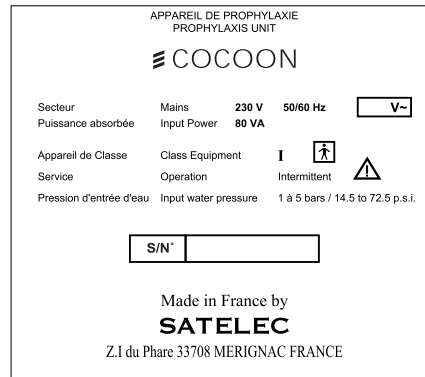 APPAREIL DE PROPHYLAXIE
PROPHYLAXIS UNIT
COCOON
Secteur Mains 230 V 50/60 Hz V~
Puissance absorbée Input Power 80 VA
Appareil de Classe Class Equipment I
Service Operation Intermittent
Pression d'entrée d'eau Input water pressure 1 à 5 bars / 14.5 to 72.5 p.s.i.
S/N°
Made in France by
SATELEC
Z.I du Phare 33708 MERIGNAC FRANCE